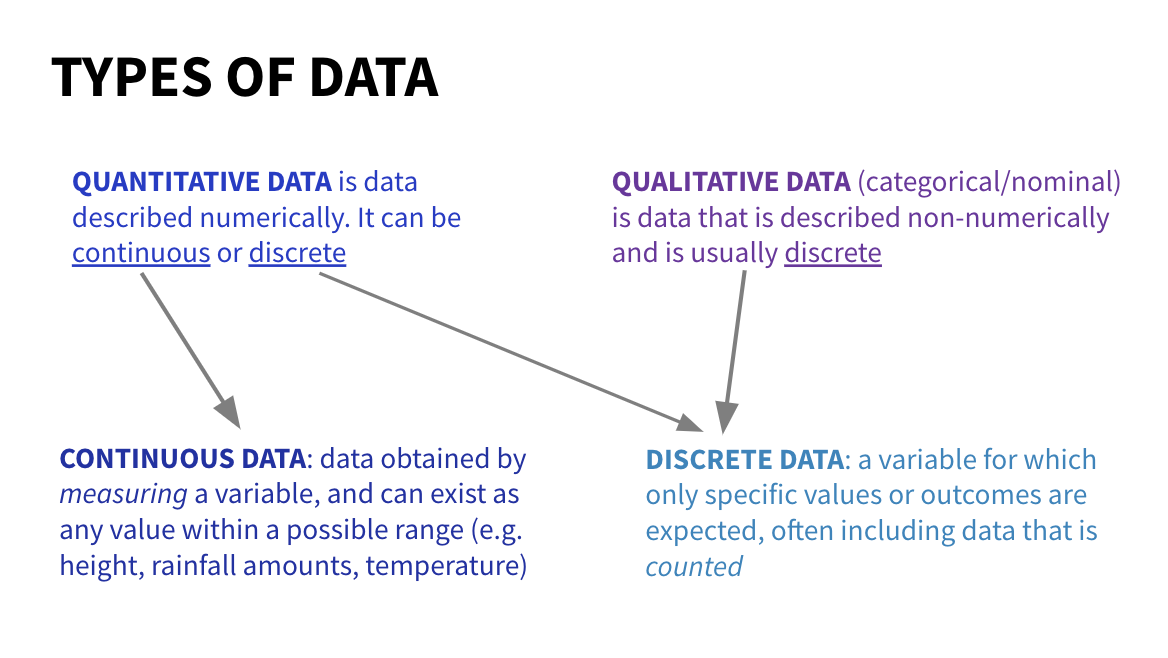 TYPES OF DATA
QUANTITATIVE DATA is data
described numerically. It can be
continuous or discrete
QUALITATIVE DATA (categorical/nominal)
is data that is described non-numerically
and is usually discrete
CONTINUOUS DATA: data obtained by
measuring a variable, and can exist as
any value within a possible range (e.g.
height, rainfall amounts, temperature)
DISCRETE DATA: a variable for which
only specific values or outcomes are
expected, often including data that is
counted